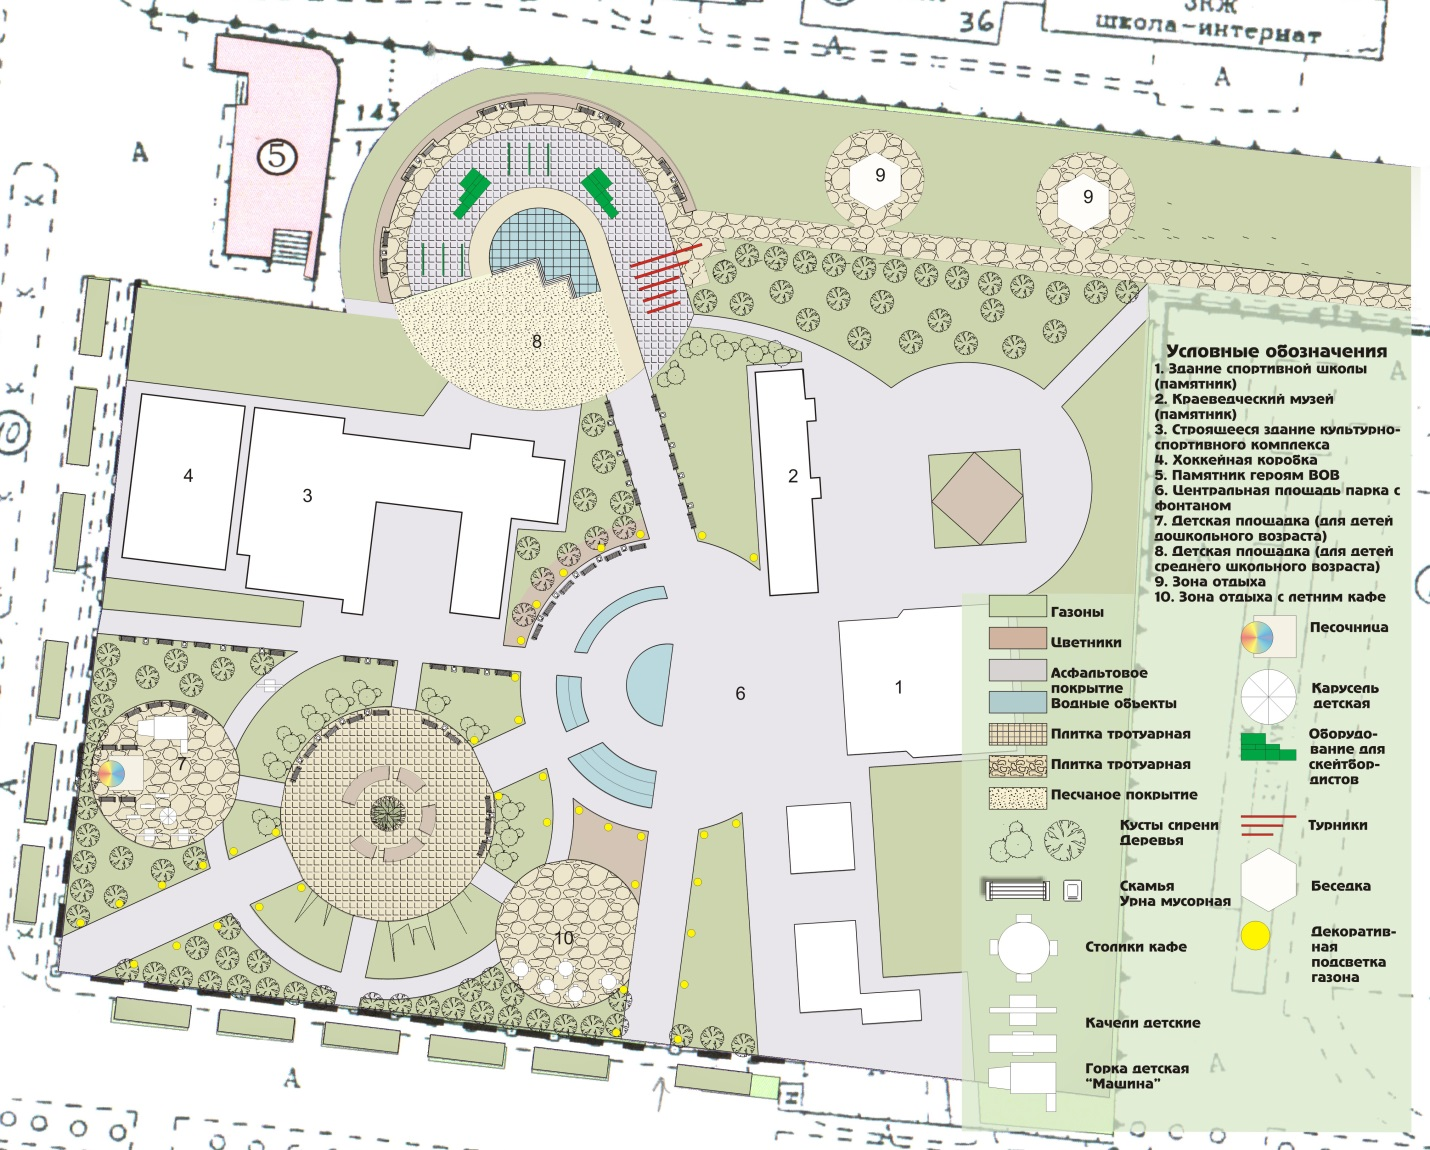 36
ЗКЖ
школа-интернат
А
А
143
А
5
9
9
8
10
А
4
3
2
6
1
7
10
А
А
А
А
Н
Условные обозначения
1. Здание спортивной школы
(памятник)
2. Краеведческий музей
(памятник)
3. Строящееся здание культурно-
спортивного комплекса
4. Хоккейная коробка
5. Памятник героям ВОВ
6. Центральная площадь парка с
фонтаном
7. Детская площадка (для детей
дошкольного возраста)
8. Детская площадка (для детей
среднего школьного возраста)
9. Зона отдыха
10. Зона отдыха с летним кафе
Газоны
Цветники
Асфальтовое
покрытие
Водные объекты
Плитка тротуарная
Плитка тротуарная
Песчаное покрытие
Кусты сирени
Деревья
Скамья
Урна мусорная
Столики кафе
Качели детские
Горка детская
"Машина"
Песочница
Карусель
детская
Оборудо-
вание для
скейтбор-
дистов
Турники
Беседка
Декоратив-
ная
подсветка
газона